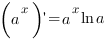 (a^x)' = a^x ln a